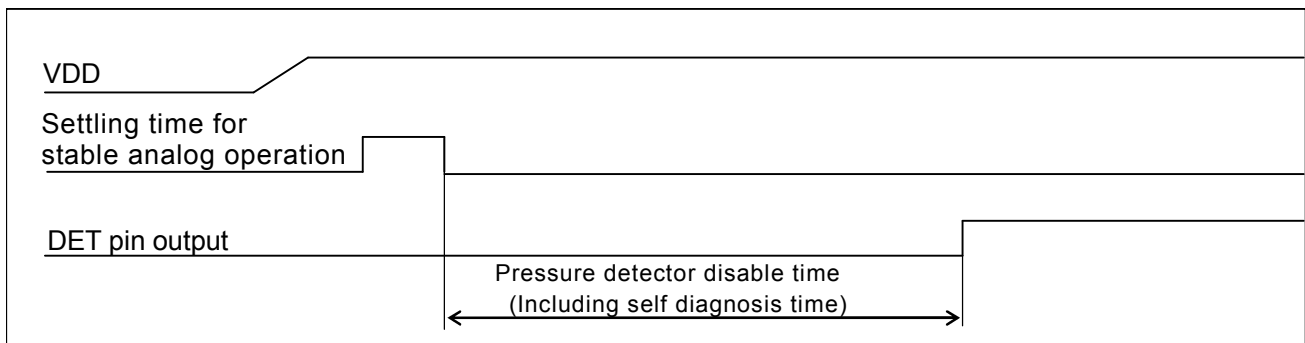 VDD
Settling time for
stable analog operation
DET pin output
Pressure detector disable time
(Including self diagnosis time)